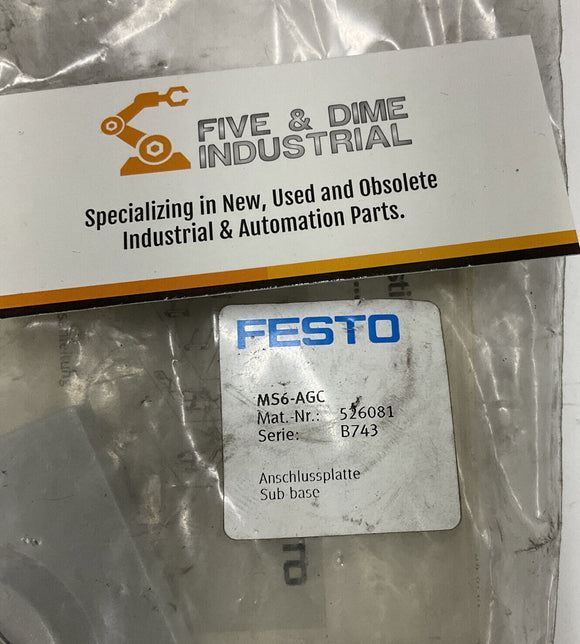 FIVE & DIME
INDUSTRIAL
Specializing in New, Used and Obsolete
Industrial & Automation Parts.
FESTO
MS6-AGC
Mat.-Nr.: 526081
Serie: B743
Anschlussplatte
Sub base
STO